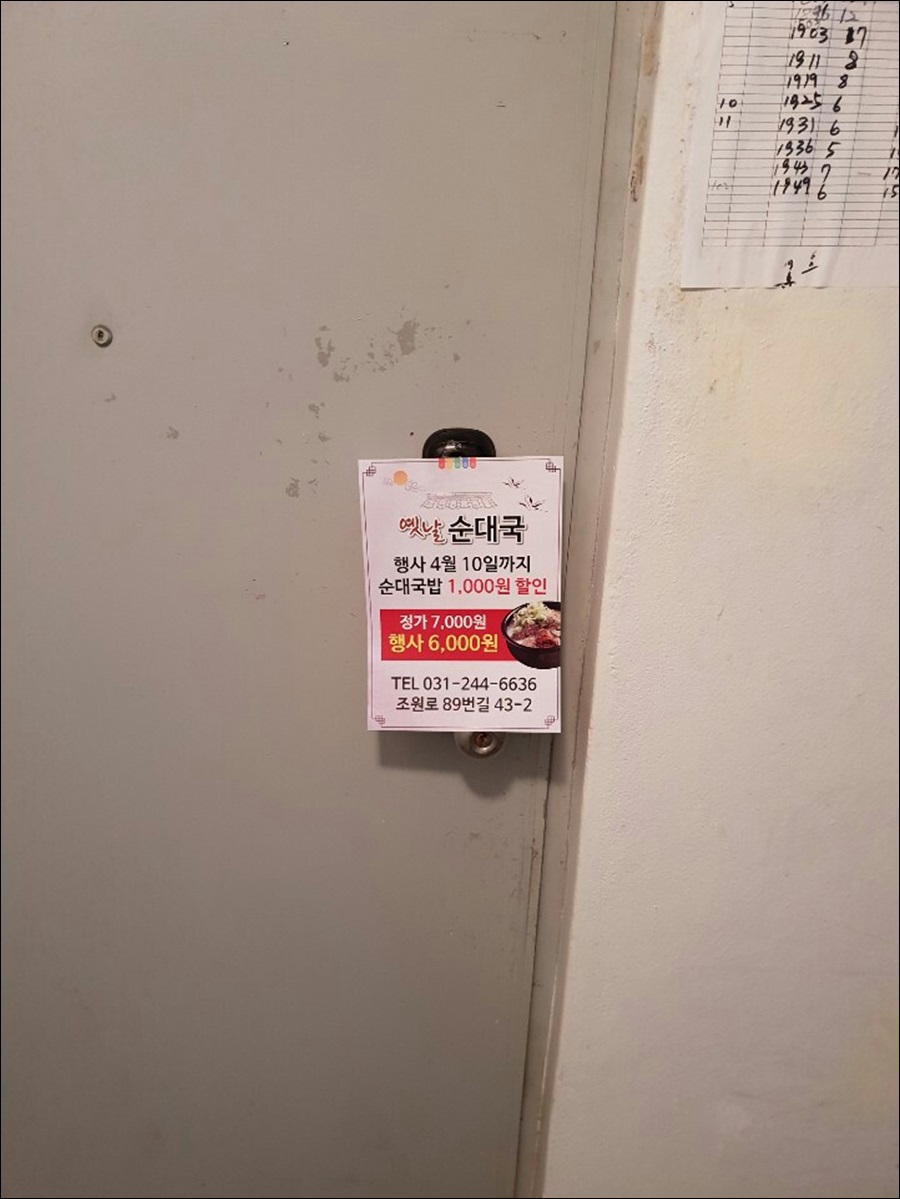 옛날 순대국
행사 4월 10일까지
순대국밥 1,000원 할인
정가 7,000원
행사 6,000원
TEL 031-244-6636
조원로 89번길 43-2
1903 17
1911 8
1919 8
10 1925 6
11 1931 6
1936 5
1943 7 17
1949 6 15